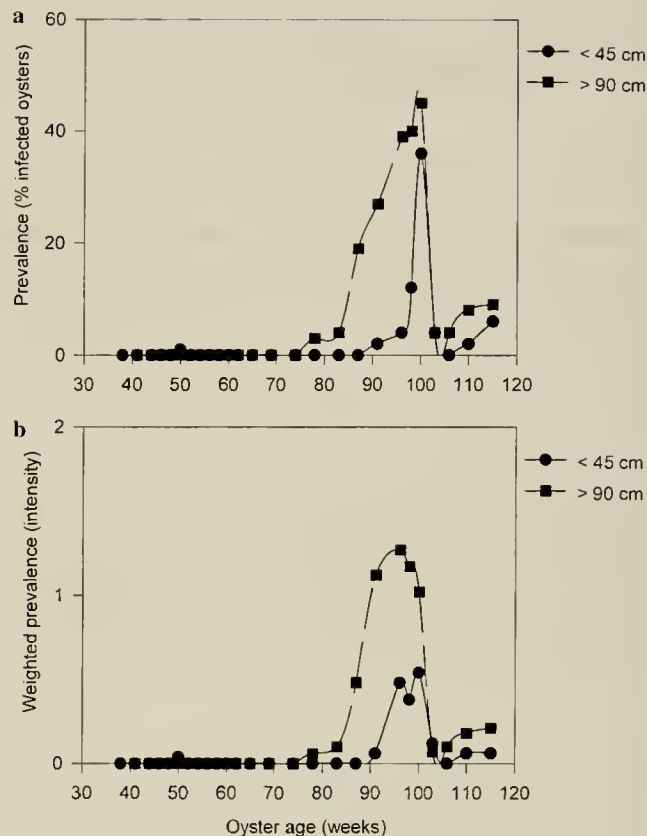 a
60
40
20
0
Prevalence (% infected oysters)
30 40 50 60 70 80 90 100 110 120
< 45 cm
> 90 cm
b
2
1
0
Weighted prevalence (intensity)
30 40 50 60 70 80 90 100 110 120
Oyster age (weeks)
< 45 cm
> 90 cm